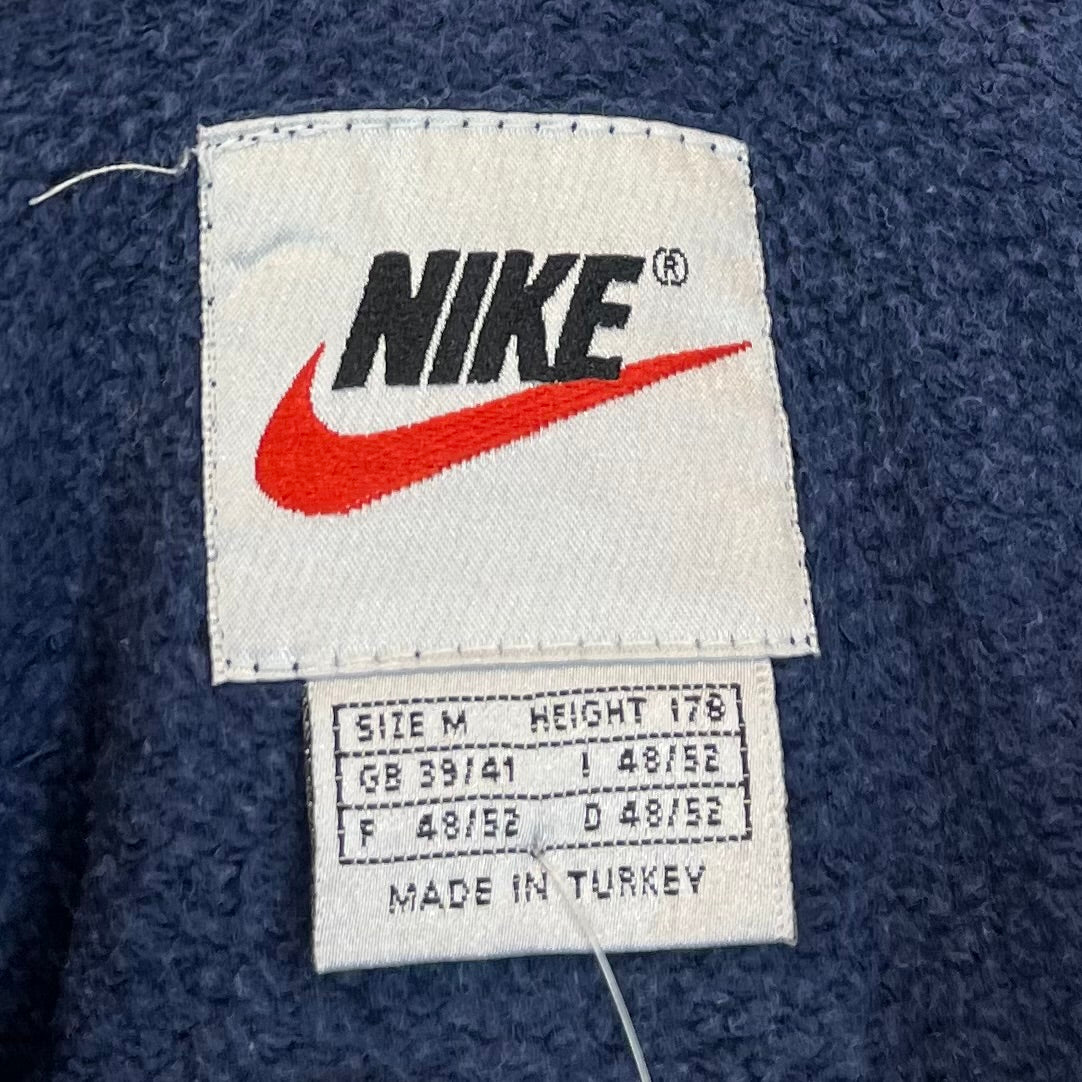 NIKE®
SIZE M HEIGHT 178
GB 39/41 I 48/52
F 48/52 D 48/52
MADE IN TURKEY